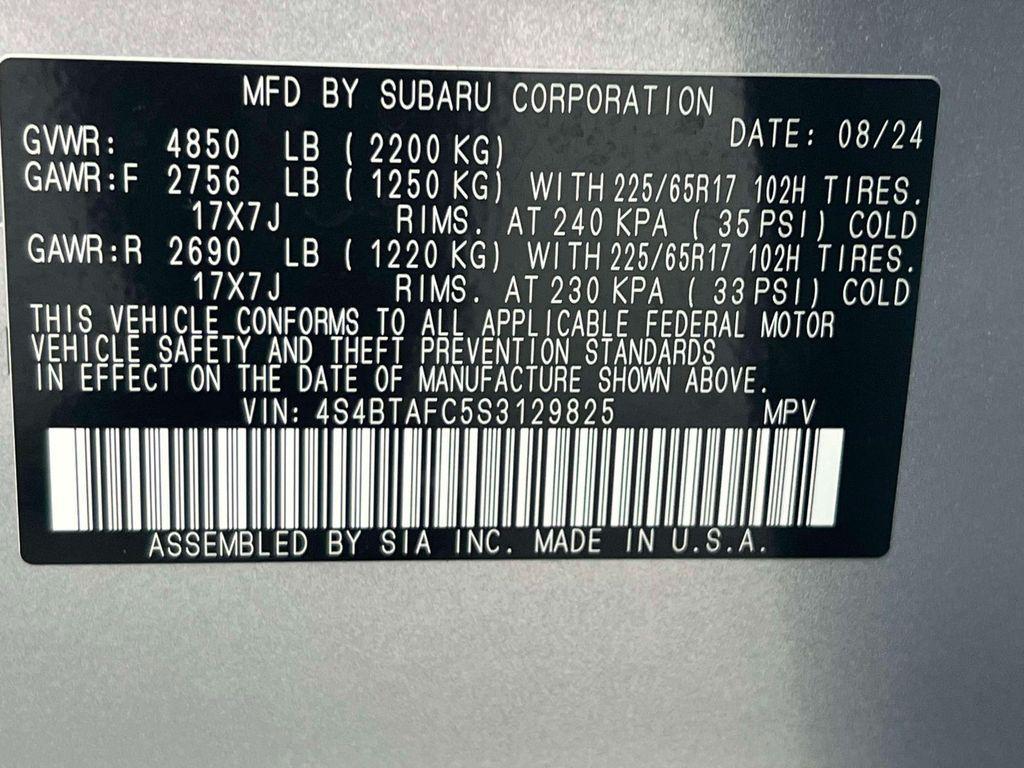 MFD BY SUBARU CORPORATION
DATE: 08/24
GVWR: 4850 LB ( 2200 KG)
GAWR:F 2756 LB ( 1250 KG) WITH 225/65R17 102H TIRES.
17X7J RIMS. AT 240 KPA ( 35 PSI) COLD
GAWR:R 2690 LB ( 1220 KG) WITH 225/65R17 102H TIRES.
17X7J RIMS. AT 230 KPA ( 33 PSI) COLD
THIS VEHICLE CONFORMS TO ALL APPLICABLE FEDERAL MOTOR
VEHICLE SAFETY AND THEFT PREVENTION STANDARDS
IN EFFECT ON THE DATE OF MANUFACTURE SHOWN ABOVE.
VIN: 4S4BTAFC5S3129825 MPV
ASSEMBLED BY SIA INC. MADE IN U.S.A.